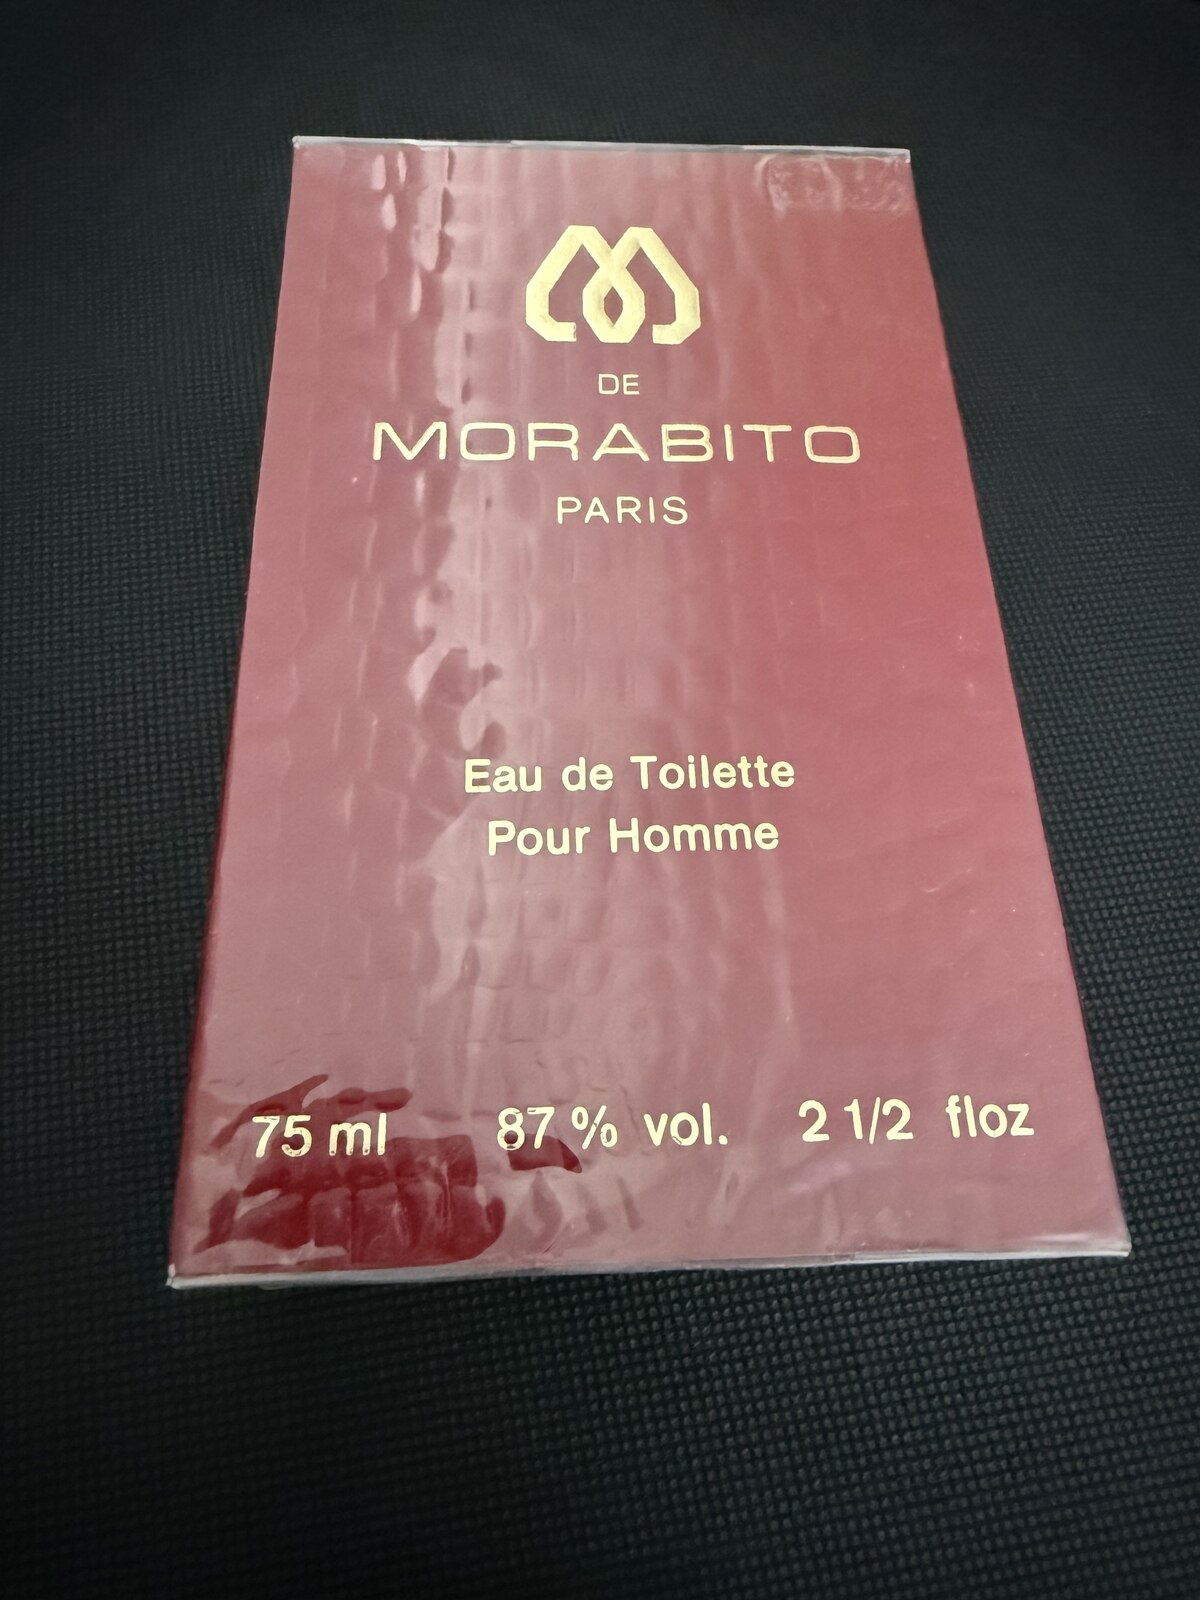 M
DE
MORABITO
PARIS
Eau de Toilette
Pour Homme
75 ml 87 % vol. 2 1/2 floz